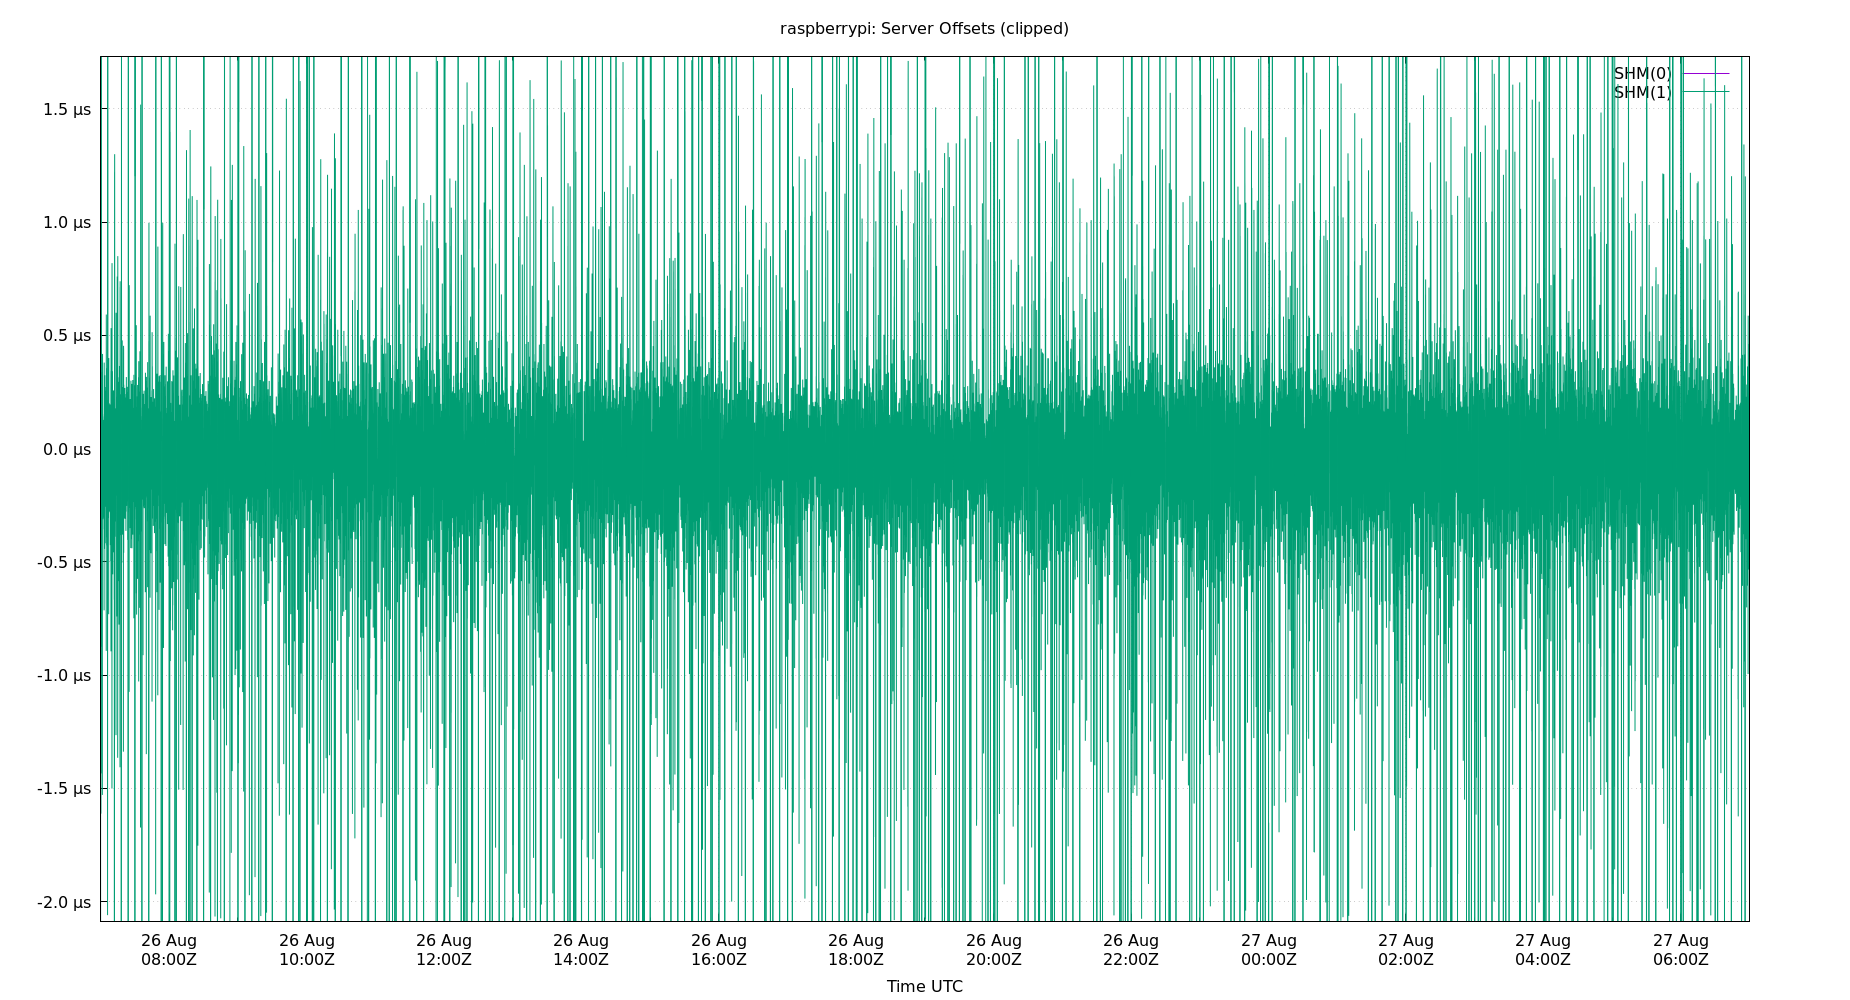 raspberrypi: Server Offsets (clipped)
SHM(0)
SHM(1)
1.5 µs
1.0 µs
0.5 µs
0.0 µs
-0.5 µs
-1.0 µs
-1.5 µs
-2.0 µs
26 Aug 26 Aug 26 Aug 26 Aug 26 Aug 26 Aug 26 Aug 26 Aug 27 Aug 27 Aug 27 Aug 27 Aug
08:00Z 10:00Z 12:00Z 14:00Z 16:00Z 18:00Z 20:00Z 22:00Z 00:00Z 02:00Z 04:00Z 06:00Z
Time UTC